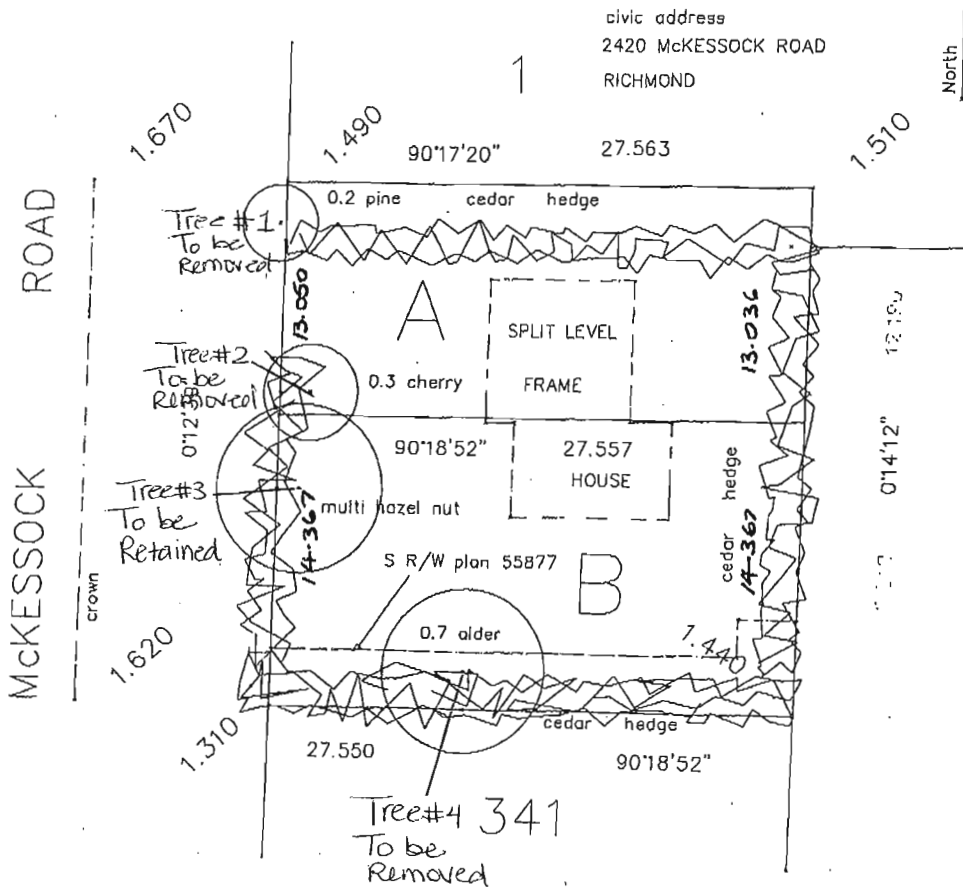 civic address
2420 McKESSOCK ROAD
RICHMOND
North
1
1.670
1.490
90°17'20" 27.563
1.510
McKESSOCK ROAD
crown
0.2 pine cedar hedge
Tree #1
To be
Removed
13.050
A
SPLIT LEVEL
FRAME
HOUSE
13.036
Tree#2
To be
Removed
0.3 cherry
90°18'52" 27.557
0°14'12"
Tree#3
To be
Retained
multi hazel nut
14.367
S R/W plan 55877
B
cedar hedge
14.367
0.7 alder
1.440
1.620
1.310
cedar hedge
27.550
90°18'52"
Tree#4
To be
Removed
341